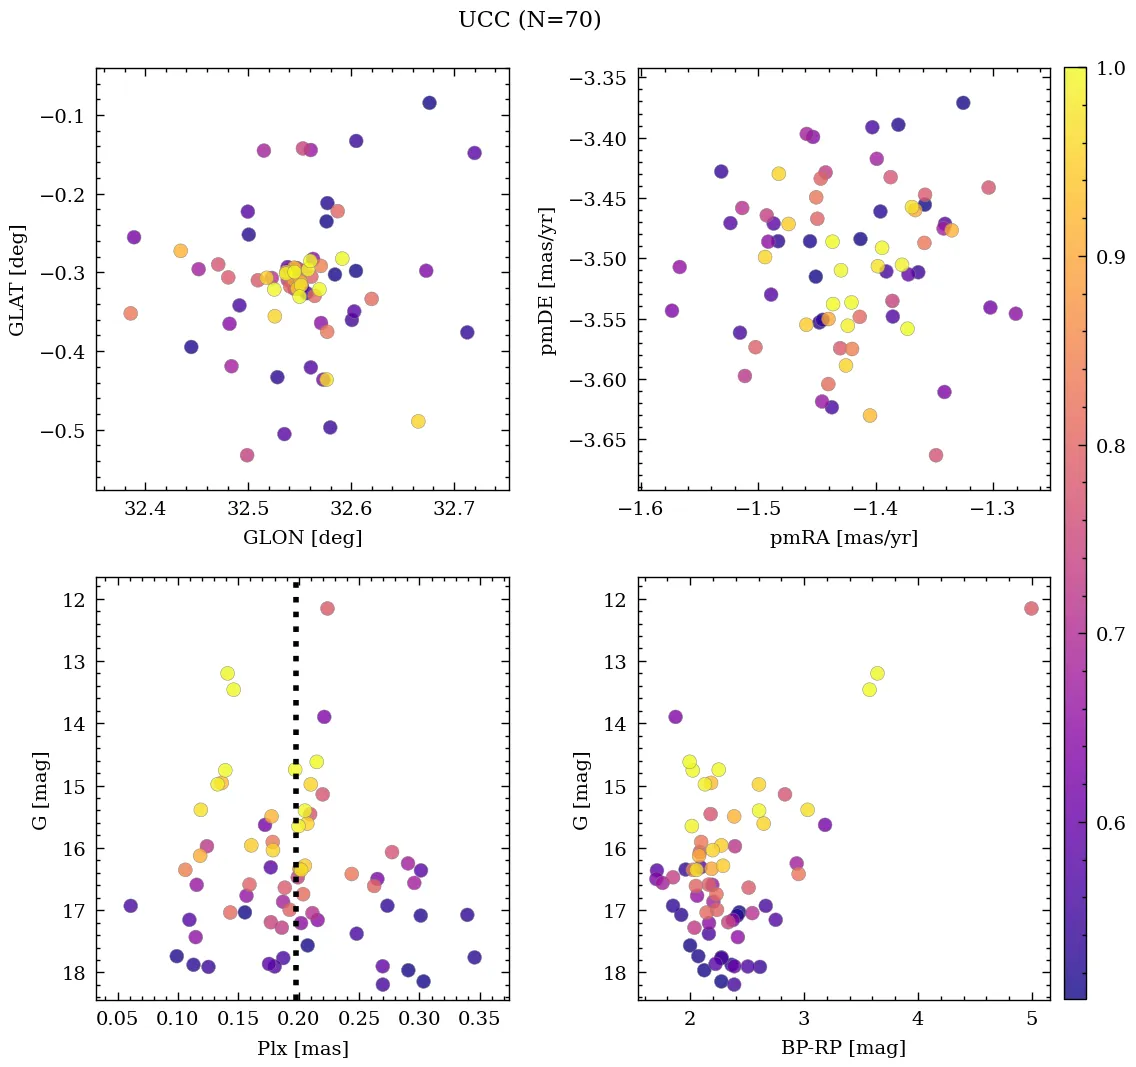 UCC (N=70)
−0.1
−0.2
−0.3
−0.4
−0.5
GLAT [deg]
32.4 32.5 32.6 32.7
GLON [deg]
−3.35
−3.40
−3.45
−3.50
−3.55
−3.60
−3.65
pmDE [mas/yr]
−1.6 −1.5 −1.4 −1.3
pmRA [mas/yr]
12
13
14
15
16
17
18
G [mag]
0.05 0.10 0.15 0.20 0.25 0.30 0.35
Plx [mas]
12
13
14
15
16
17
18
G [mag]
2 3 4 5
BP-RP [mag]
1.0
0.9
0.8
0.7
0.6